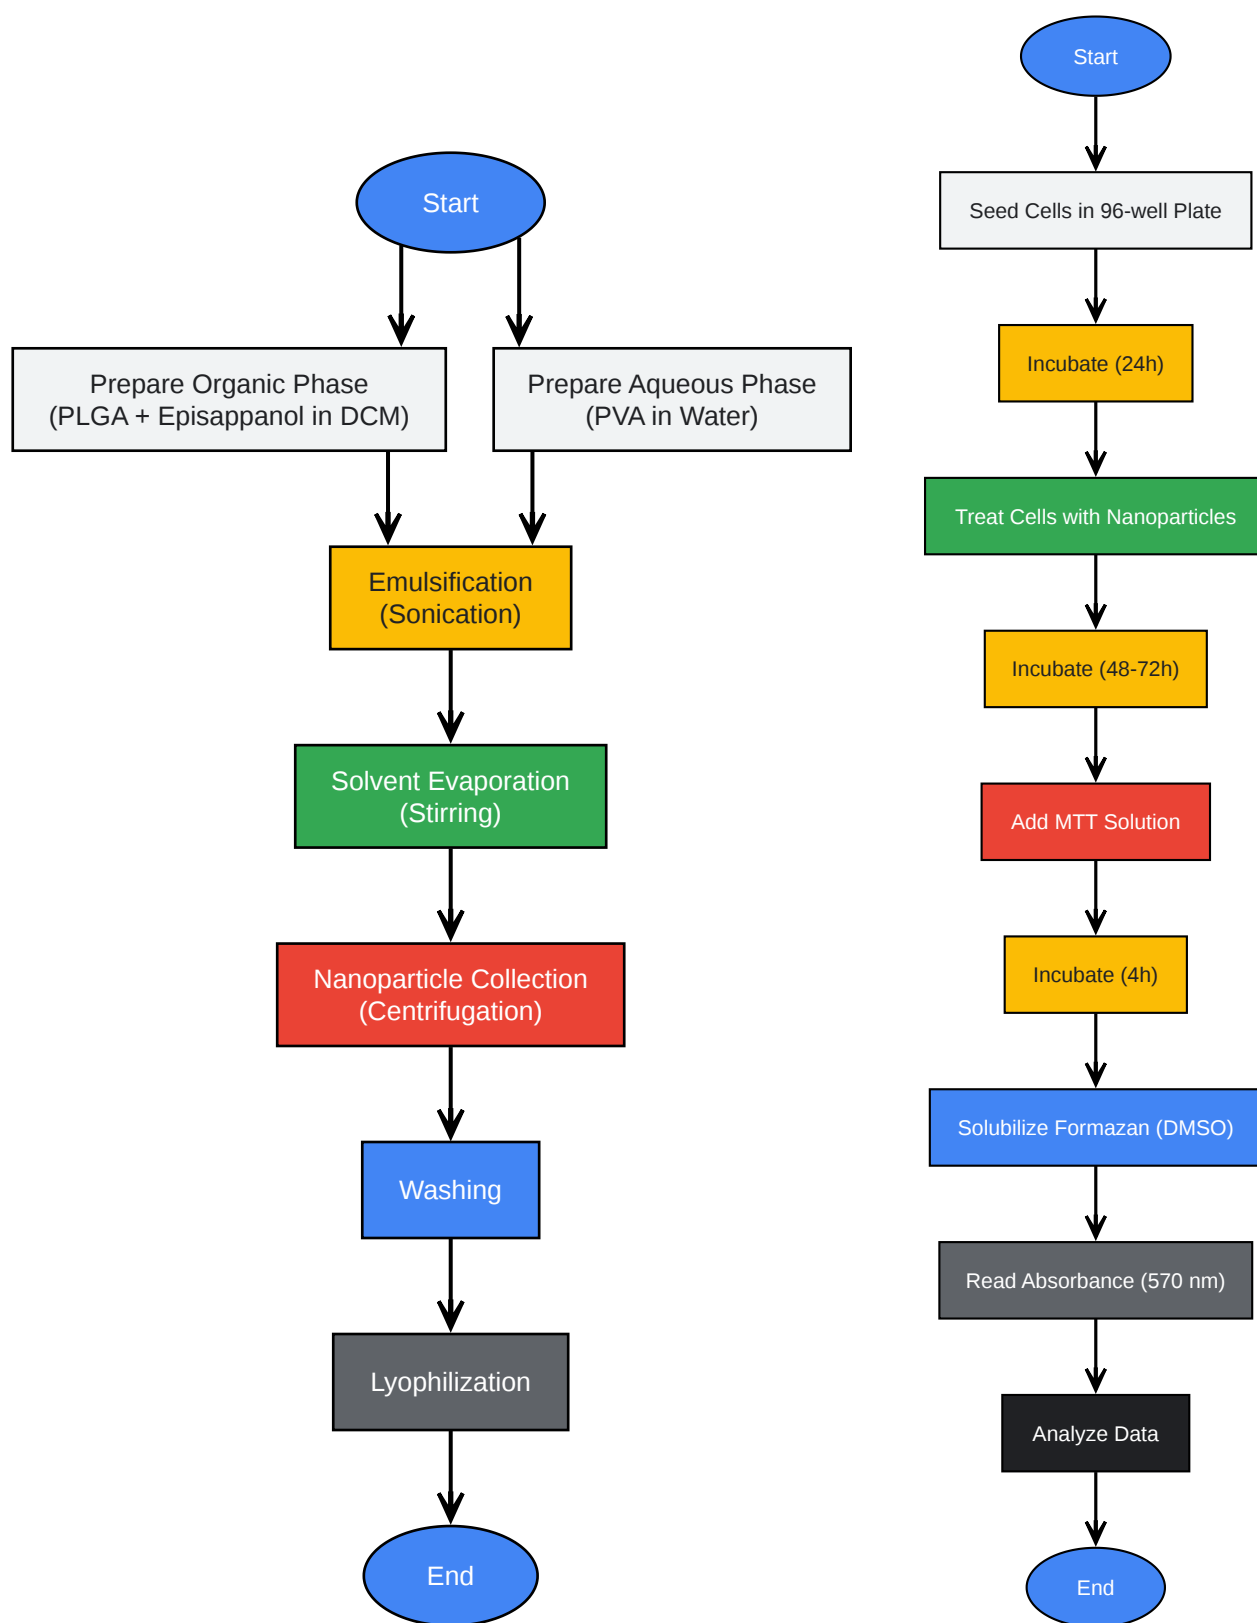 Start
Prepare Organic Phase
(PLGA + Episappanol in DCM)
Prepare Aqueous Phase
(PVA in Water)
Emulsification
(Sonication)
Solvent Evaporation
(Stirring)
Nanoparticle Collection
(Centrifugation)
Washing
Lyophilization
End
Start
Seed Cells in 96-well Plate
Incubate (24h)
Treat Cells with Nanoparticles
Incubate (48-72h)
Add MTT Solution
Incubate (4h)
Solubilize Formazan (DMSO)
Read Absorbance (570 nm)
Analyze Data
End